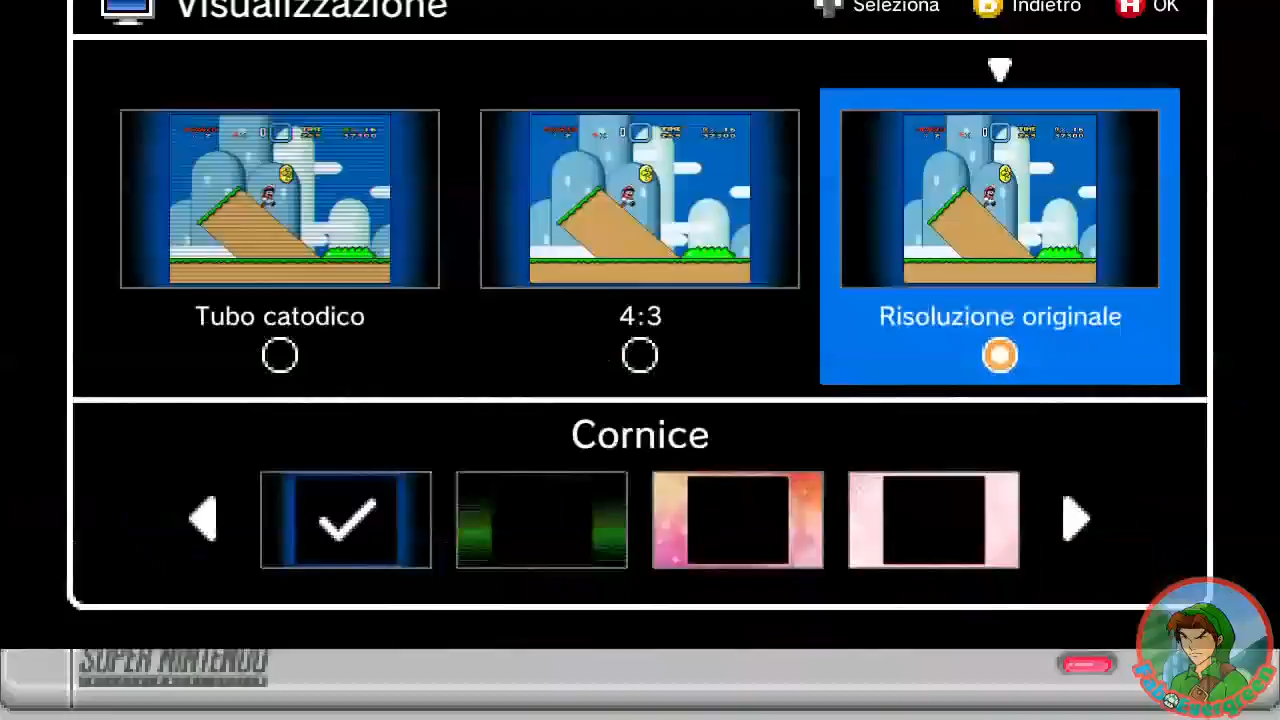 Visualizzazione
Seleziona
B Indietro
A OK
Tubo catodico
4:3
Risoluzione originale
Cornice
SUPER NINTENDO